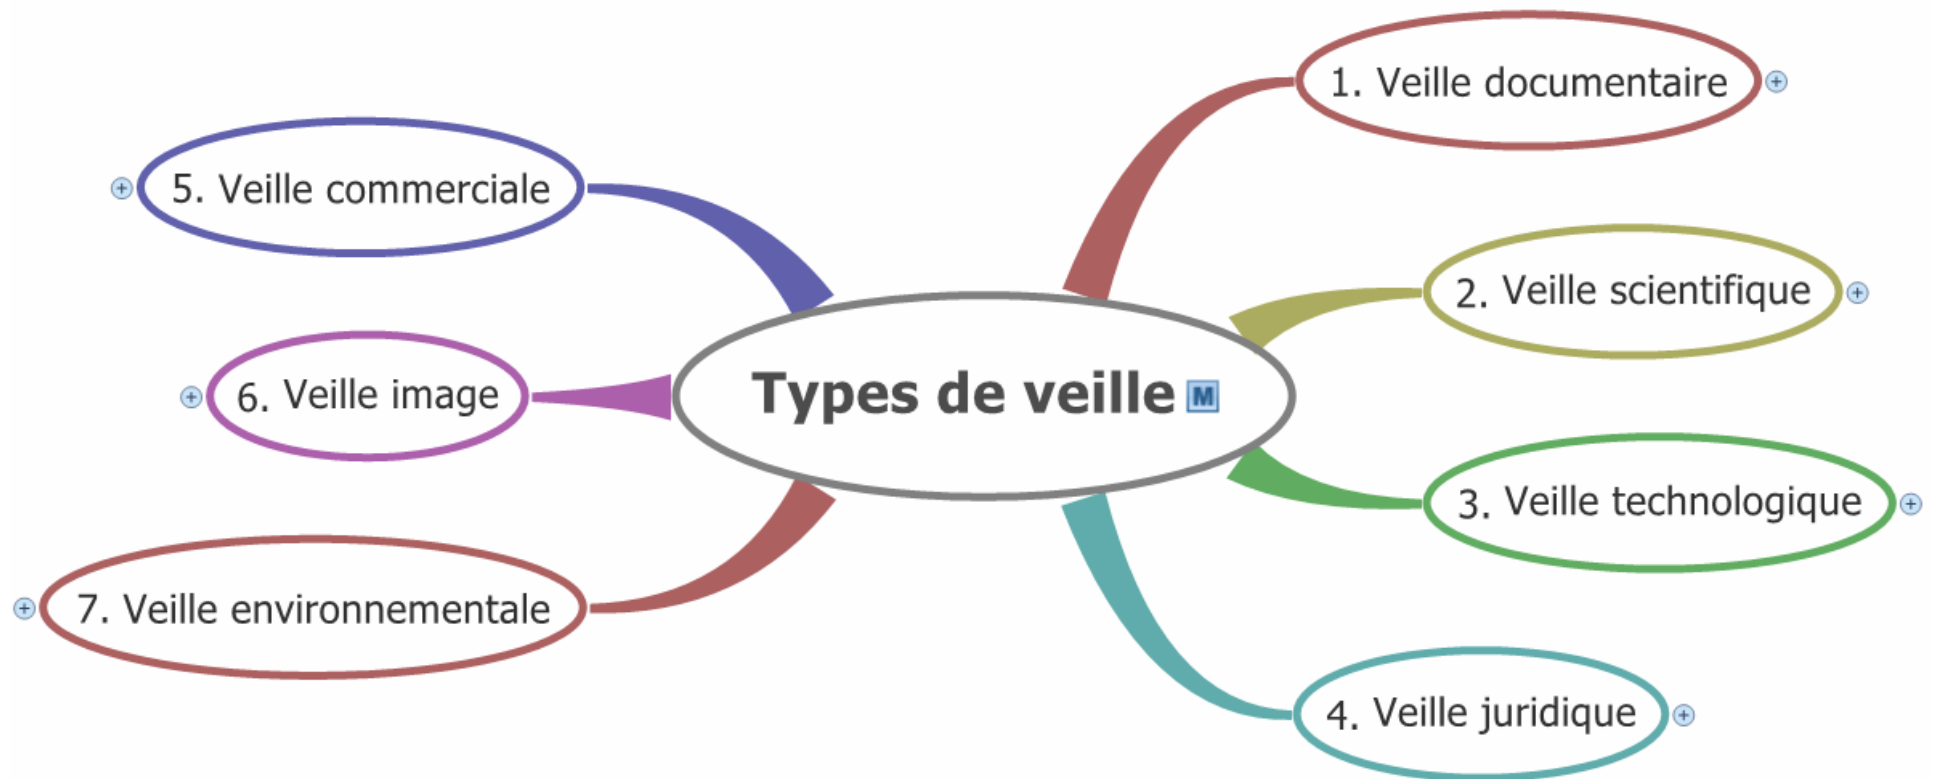 Types de veille M
1. Veille documentaire
2. Veille scientifique
3. Veille technologique
4. Veille juridique
5. Veille commerciale
6. Veille image
7. Veille environnementale